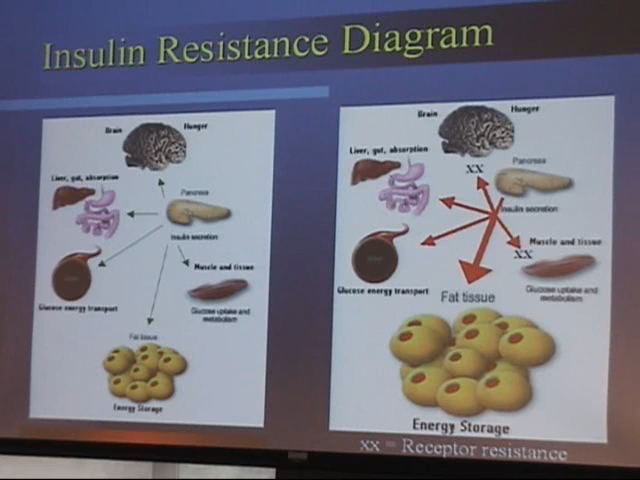 Insulin Resistance Diagram
Brain
Hunger
Liver, gut, absorption
Pancreas
Insulin secretion
Muscle and tissue
Glucose energy transport
Glucose uptake and
metabolism
Fat tissue
Energy Storage
Brain
Hunger
Liver, gut, absorption
xx
Pancreas
Insulin secretion
Muscle and tissue
xx
Glucose energy transport
Glucose uptake and
metabolism
Fat tissue
Energy Storage
xx = Receptor resistance